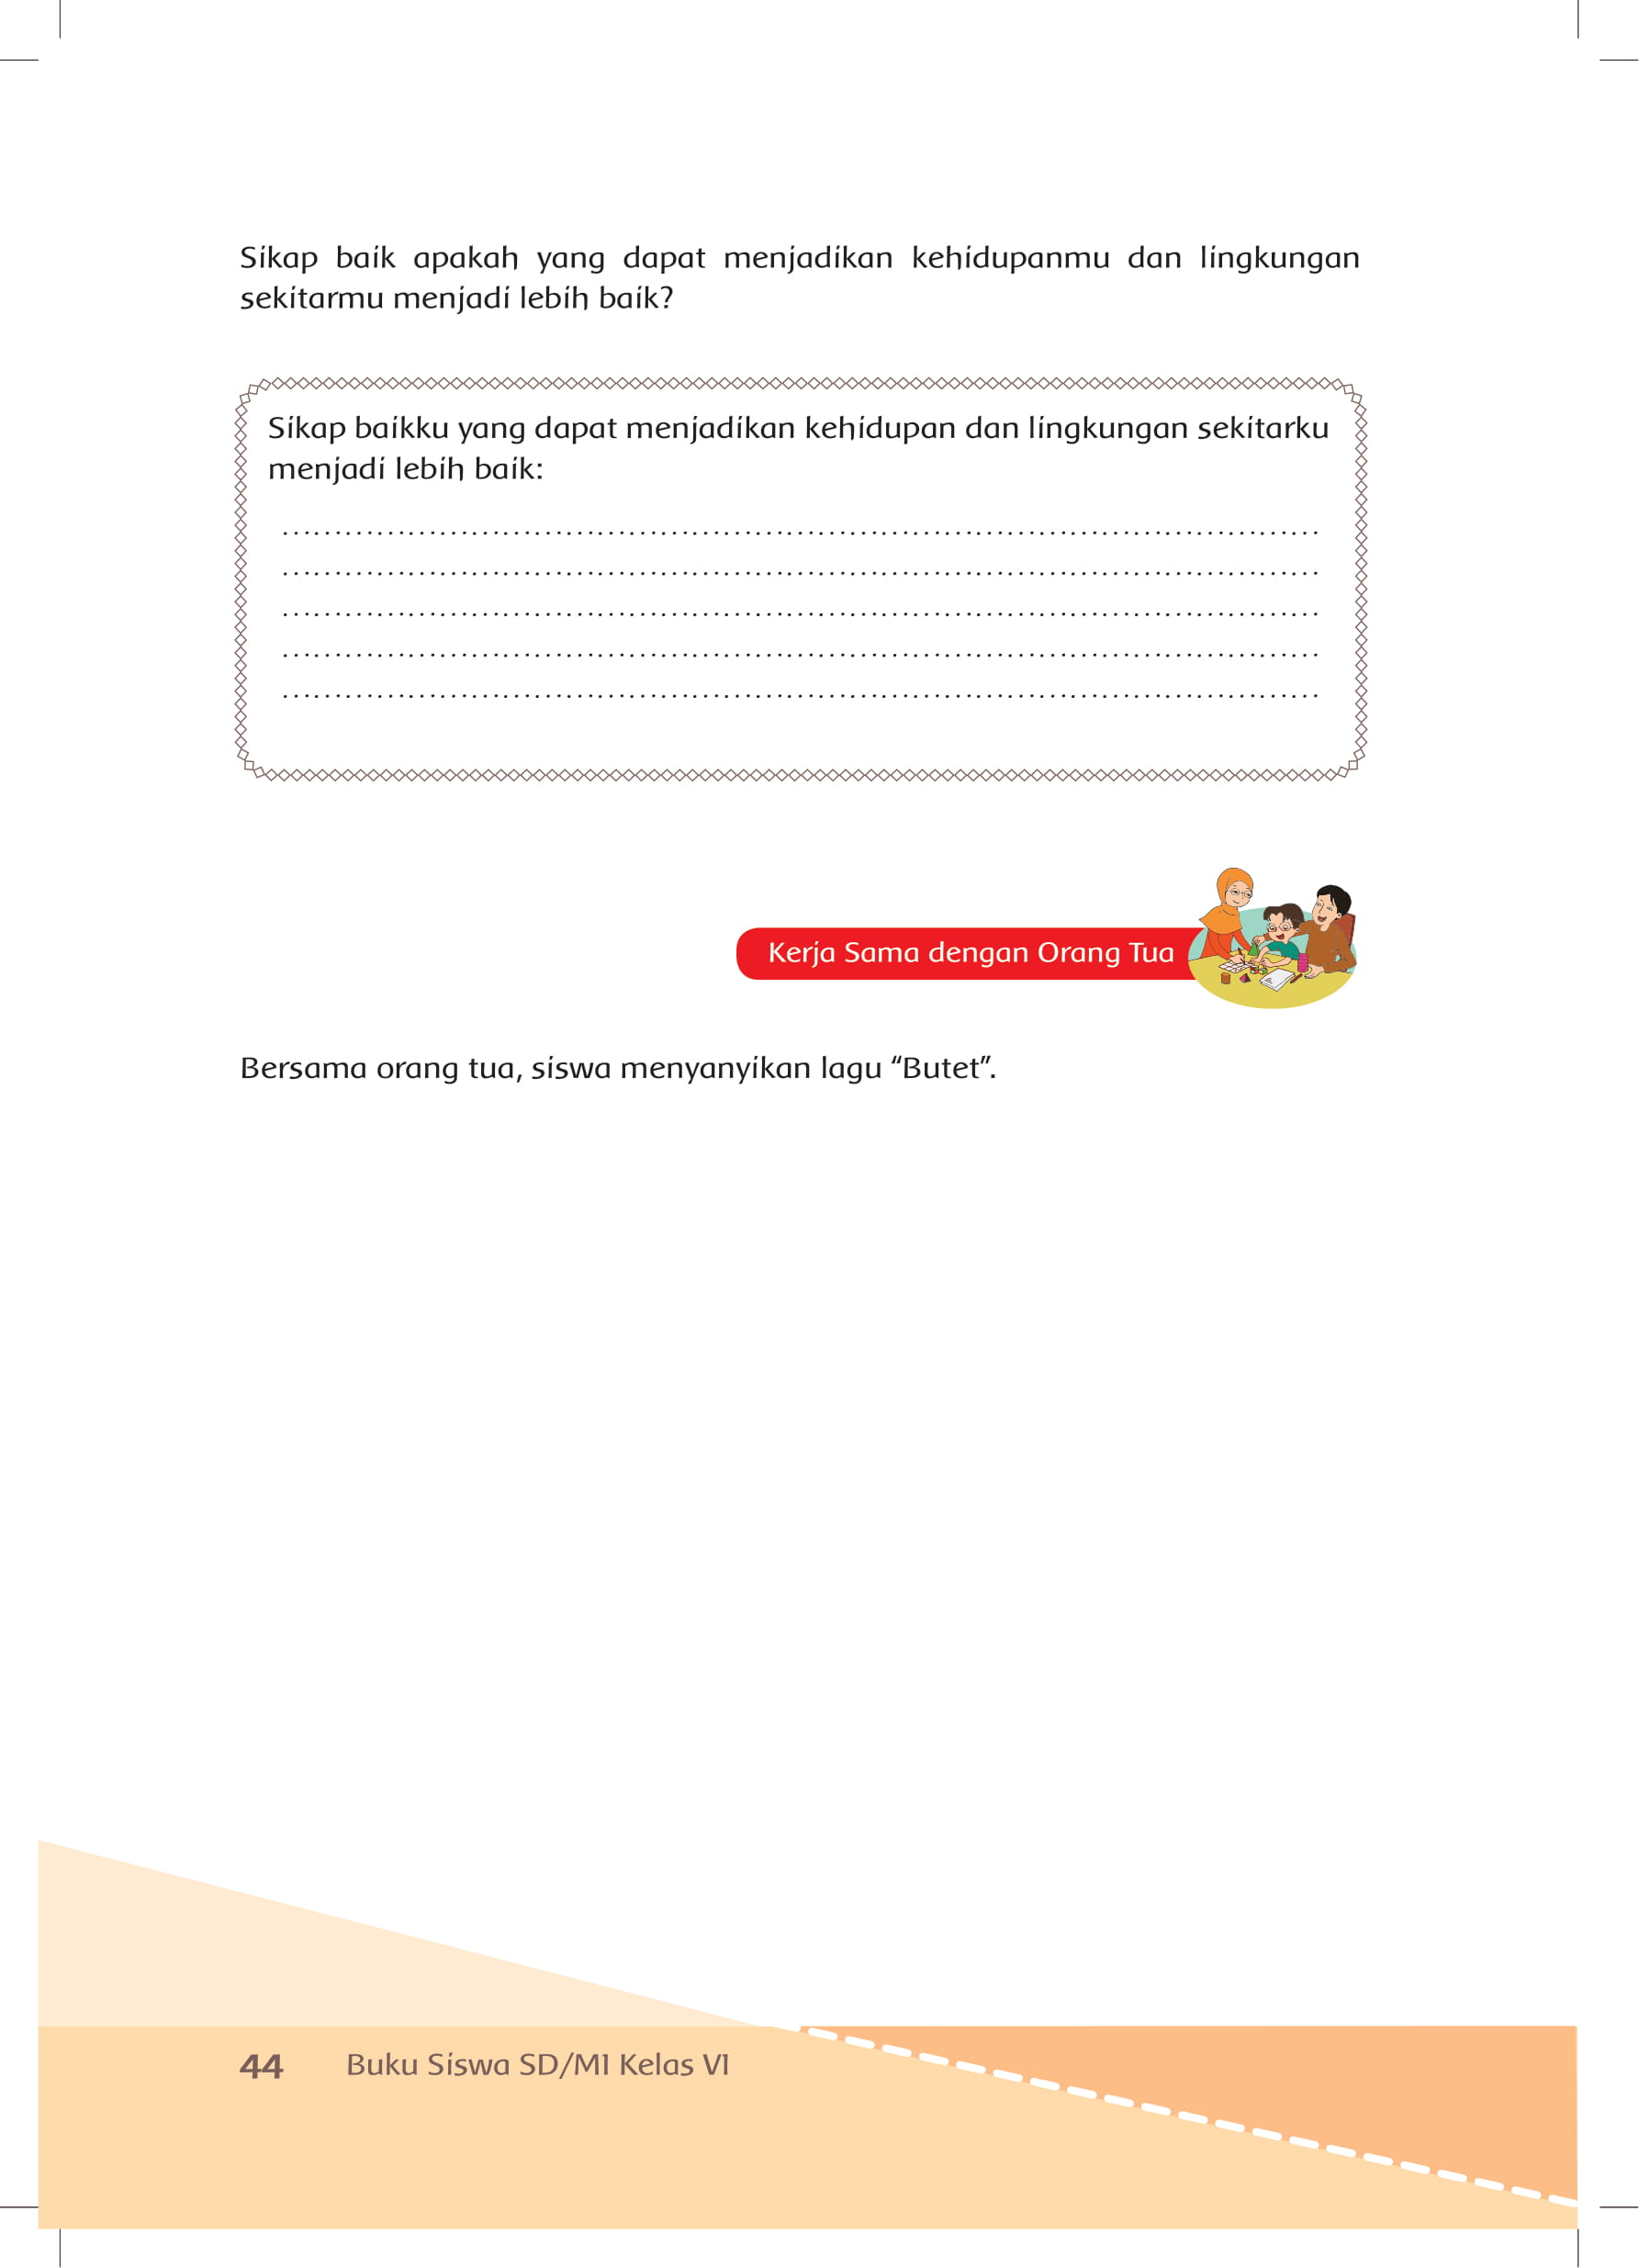 Sikap baik apakah yang dapat menjadikan kehidupanmu dan lingkungan
sekitarmu menjadi lebih baik?
Sikap baikku yang dapat menjadikan kehidupan dan lingkungan sekitarku
menjadi lebih baik:
....................................................................................................
....................................................................................................
....................................................................................................
....................................................................................................
....................................................................................................
Kerja Sama dengan Orang Tua
Bersama orang tua, siswa menyanyikan lagu “Butet”.
44 Buku Siswa SD/MI Kelas VI